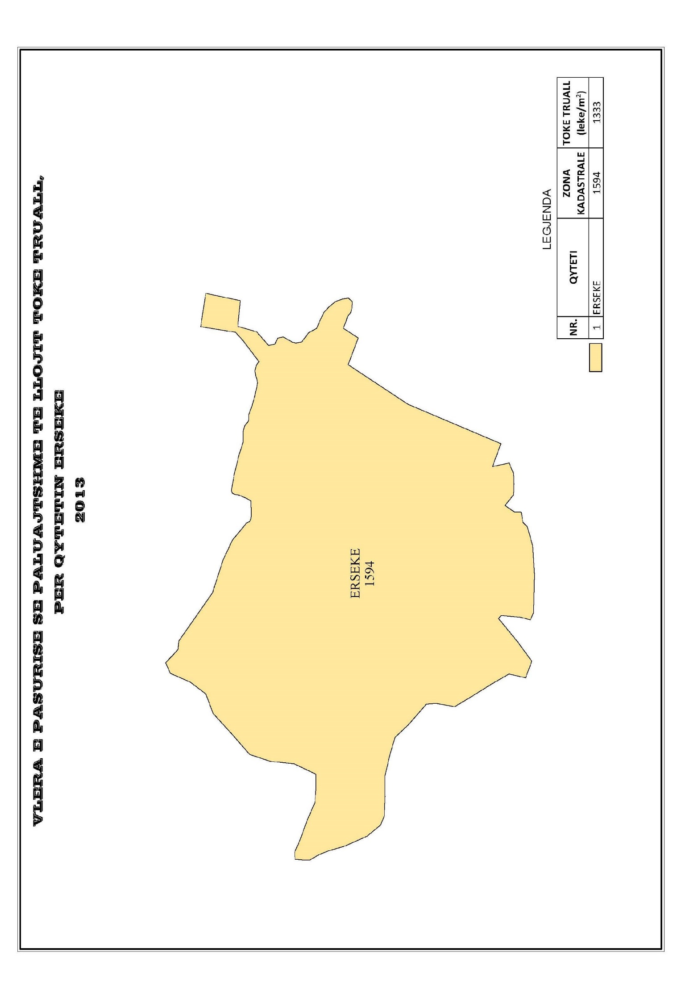 VLERA E PASURISE SE PALUAJTSHME TE LLOJIT TOKE TRUALL,
PER QYTETIN ERSEKE
2013
ERSEKE
1594
LEGJENDA
NR. QYTETI ZONA KADASTRALE TOKE TRUALL (leke/m²)
1 ERSEKE 1594 1333